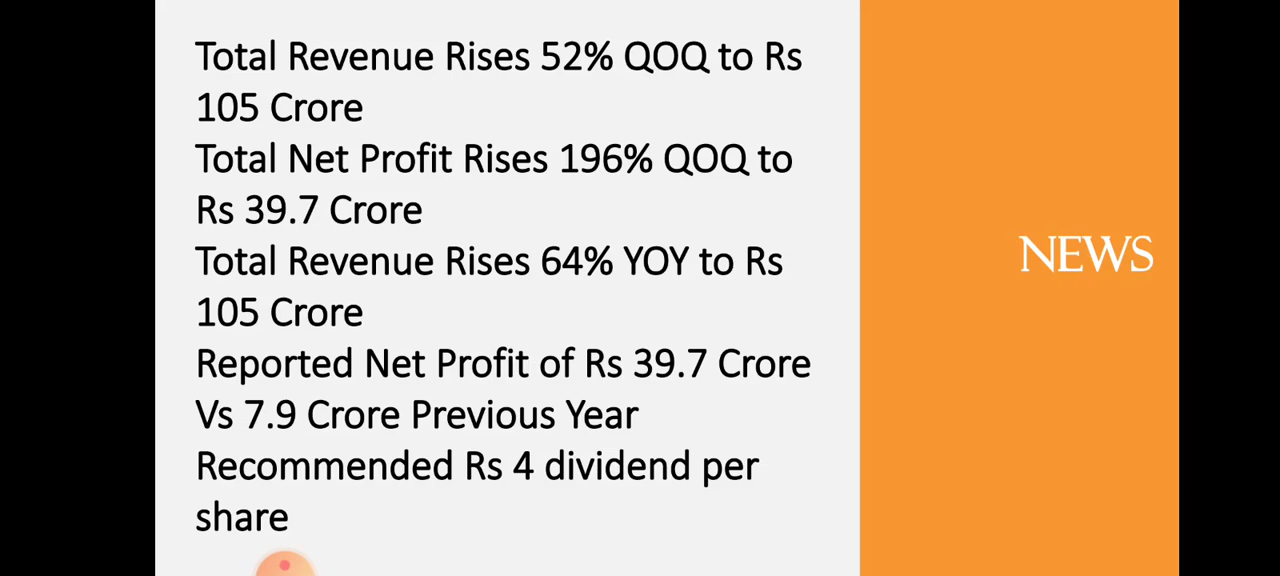 Total Revenue Rises 52% QOQ to Rs
105 Crore
Total Net Profit Rises 196% QOQ to
Rs 39.7 Crore
Total Revenue Rises 64% YOY to Rs
105 Crore
Reported Net Profit of Rs 39.7 Crore
Vs 7.9 Crore Previous Year
Recommended Rs 4 dividend per
share
NEWS